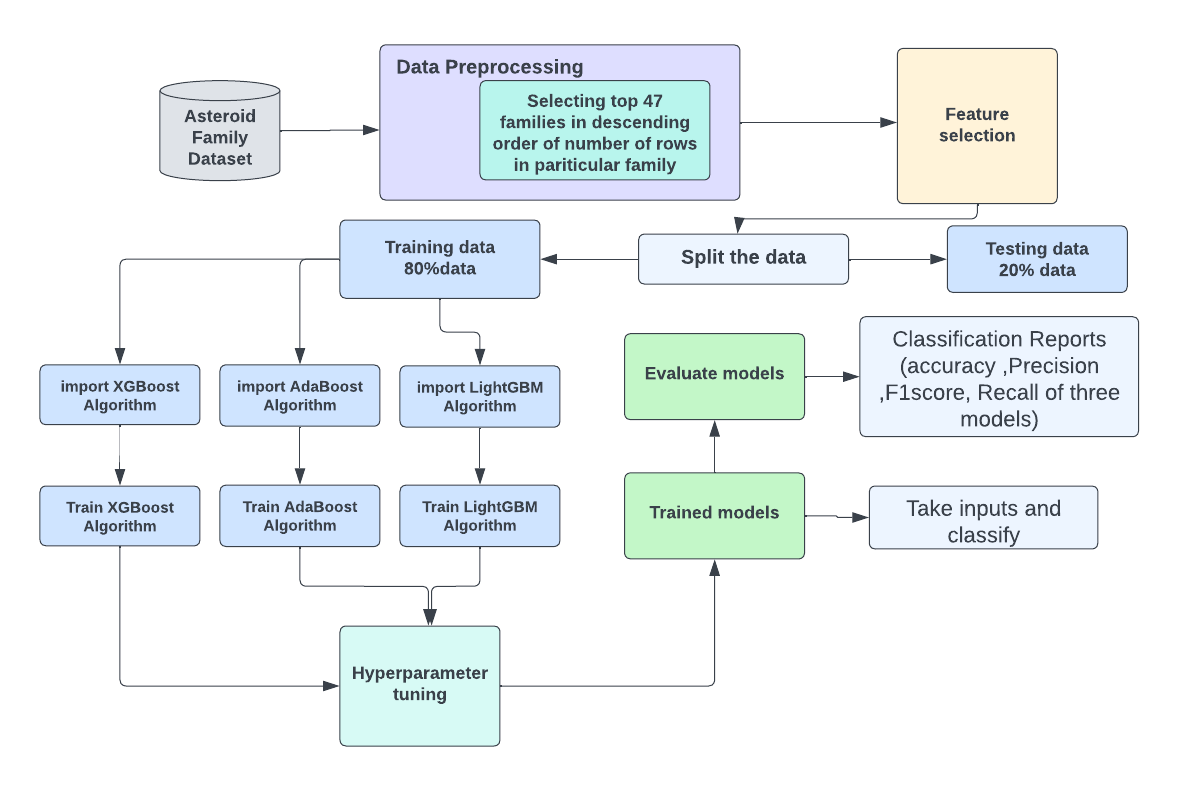 Asteroid
Family
Dataset
Data Preprocessing
Selecting top 47
families in descending
order of number of rows
in pariticular family
Feature
selection
Training data
80%data
Split the data
Testing data
20% data
import XGBoost
Algorithm
import AdaBoost
Algorithm
import LightGBM
Algorithm
Evaluate models
Classification Reports
(accuracy ,Precision
,F1score, Recall of three
models)
Train XGBoost
Algorithm
Train AdaBoost
Algorithm
Train LightGBM
Algorithm
Trained models
Take inputs and
classify
Hyperparameter
tuning